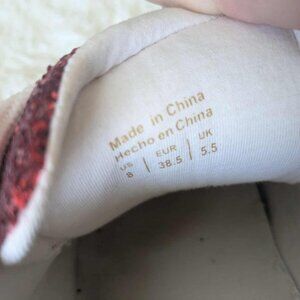 Made in China
Hecho en China
US | EUR | UK
8 | 38.5 | 5.5